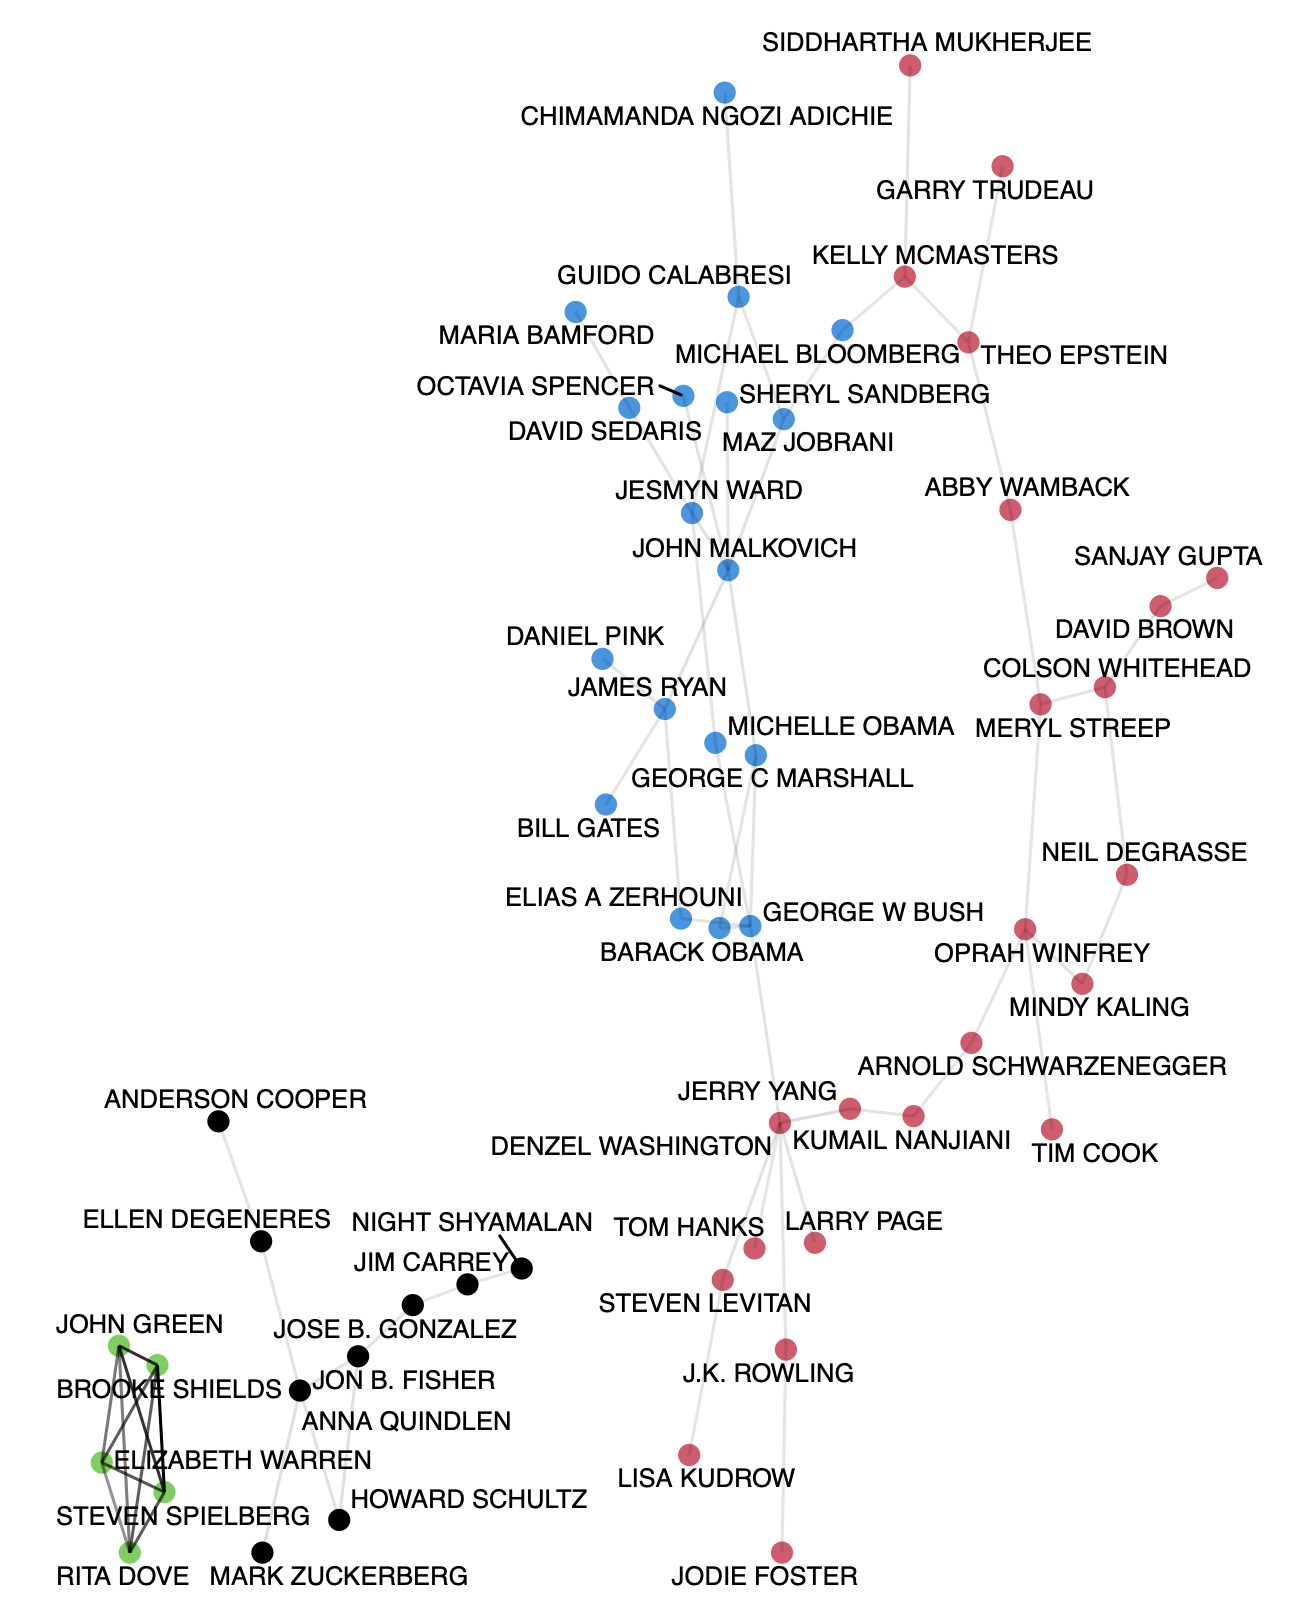 SIDDHARTHA MUKHERJEE
CHIMAMANDA NGOZI ADICHIE
GARRY TRUDEAU
KELLY MCMASTERS
GUIDO CALABRESI
MARIA BAMFORD
MICHAEL BLOOMBERG
THEO EPSTEIN
OCTAVIA SPENCER
SHERYL SANDBERG
DAVID SEDARIS
MAZ JOBRANI
JESMYN WARD
ABBY WAMBACK
JOHN MALKOVICH
SANJAY GUPTA
DAVID BROWN
DANIEL PINK
COLSON WHITEHEAD
JAMES RYAN
MICHELLE OBAMA
MERYL STREEP
GEORGE C MARSHALL
BILL GATES
NEIL DEGRASSE
ELIAS A ZERHOUNI
GEORGE W BUSH
BARACK OBAMA
OPRAH WINFREY
MINDY KALING
ARNOLD SCHWARZENEGGER
JERRY YANG
ANDERSON COOPER
DENZEL WASHINGTON
KUMAIL NANJIANI
TIM COOK
ELLEN DEGENERES
NIGHT SHYAMALAN
TOM HANKS
LARRY PAGE
JIM CARREY
STEVEN LEVITAN
JOHN GREEN
JOSE B. GONZALEZ
J.K. ROWLING
BROOKE SHIELDS
JON B. FISHER
ANNA QUINDLEN
ELIZABETH WARREN
LISA KUDROW
HOWARD SCHULTZ
STEVEN SPIELBERG
RITA DOVE
MARK ZUCKERBERG
JODIE FOSTER